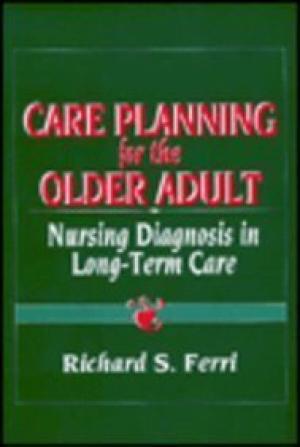 CARE PLANNING
for the
OLDER ADULT
Nursing Diagnosis in
Long-Term Care
Richard S. Ferri